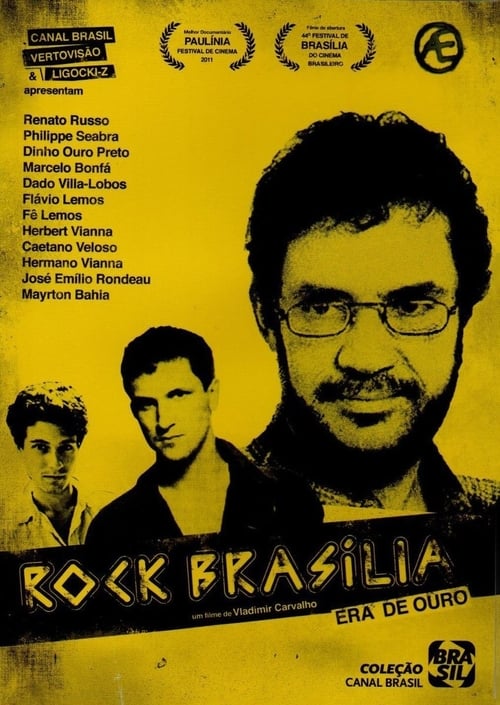 CANAL BRASIL
VERTOVISÃO
& LIGOCKI-Z
apresentam
Melhor Documentário
PAULÍNIA
FESTIVAL DE CINEMA
2011
Filme de abertura
44º FESTIVAL DE
BRASÍLIA
DO CINEMA
BRASILEIRO
Æ
Renato Russo
Philippe Seabra
Dinho Ouro Preto
Marcelo Bonfá
Dado Villa-Lobos
Flávio Lemos
Fê Lemos
Herbert Vianna
Caetano Veloso
Hermano Vianna
José Emílio Rondeau
Mayrton Bahia
ROCK BRASÍLIA
um filme de Vladimir Carvalho
ERA DE OURO
COLEÇÃO
CANAL BRASIL
BRA
SIL